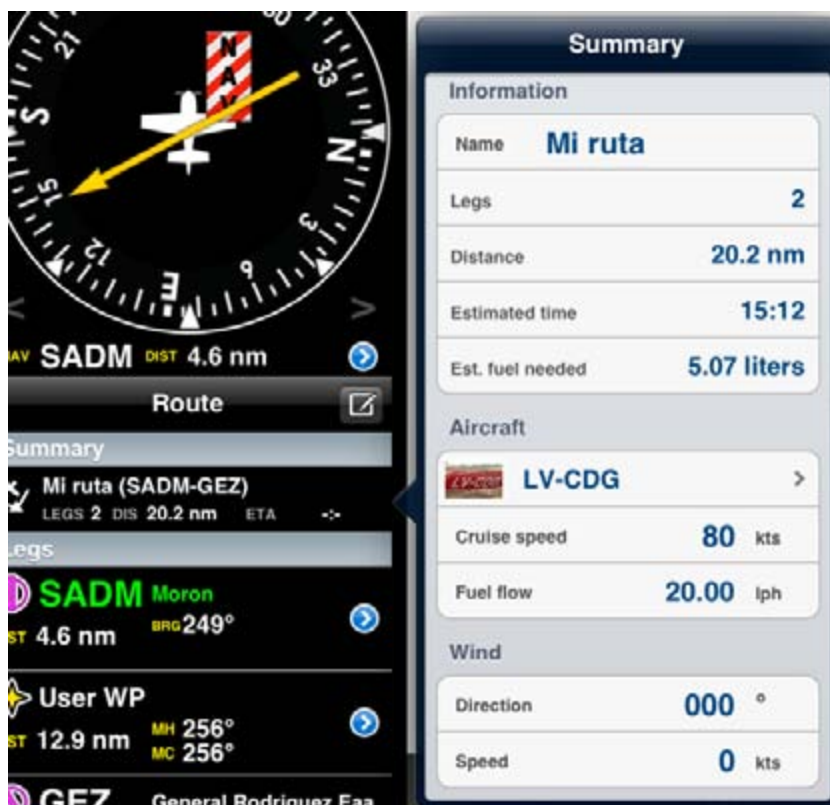 21
30
33
NAV
S
N
15
3
12
E
6
< >
SADM DIST 4.6 nm
Route
Summary
Mi ruta (SADM-GEZ)
LEGS 2 DIS 20.2 nm ETA -:-
Legs
SADM Moron
4.6 nm BRG 249°
User WP
12.9 nm MH 256°
MC 256°
GEZ General Rodriguez Eaa
Summary
Information
Name Mi ruta
Legs 2
Distance 20.2 nm
Estimated time 15:12
Est. fuel needed 5.07 liters
Aircraft
LV-CDG >
Cruise speed 80 kts
Fuel flow 20.00 lph
Wind
Direction 000 °
Speed 0 kts